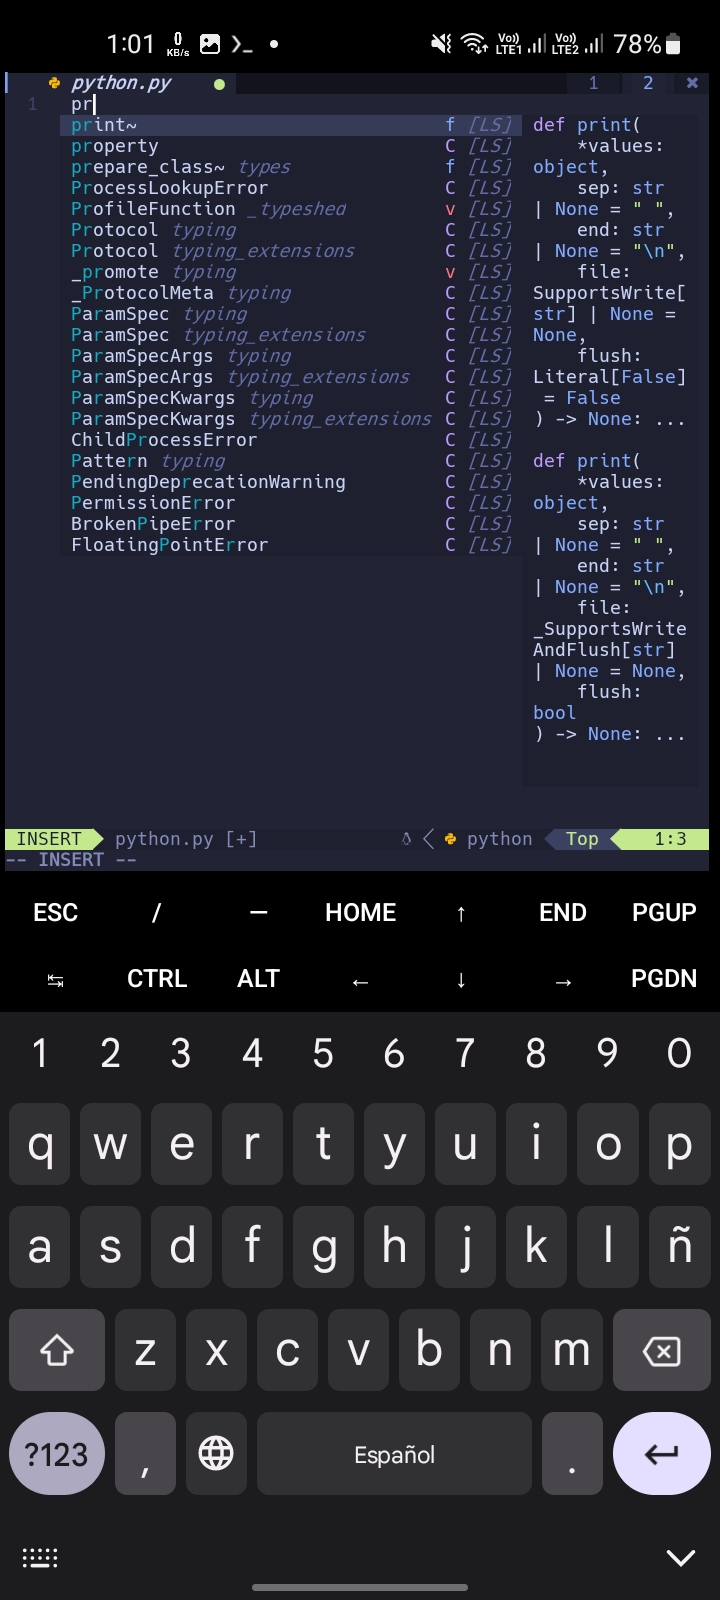 1:01 0 KB/s Vo)) LTE1 Vo)) LTE2 78%
python.py 1 2
1 pr
print~ f [LS] def print(
property C [LS] *values:
prepare_class~ types f [LS] object,
ProcessLookupError C [LS] sep: str
ProfileFunction _typeshed v [LS] | None = " ",
Protocol typing C [LS] end: str
Protocol typing_extensions C [LS] | None = "\n",
_promote typing v [LS] file:
_ProtocolMeta typing C [LS] SupportsWrite[
ParamSpec typing C [LS] str] | None =
ParamSpec typing_extensions C [LS] None,
ParamSpecArgs typing C [LS] flush:
ParamSpecArgs typing_extensions C [LS] Literal[False]
ParamSpecKwargs typing C [LS] = False
ParamSpecKwargs typing_extensions C [LS] ) -> None: ...
ChildProcessError C [LS]
Pattern typing C [LS] def print(
PendingDeprecationWarning C [LS] *values:
PermissionError C [LS] object,
BrokenPipeError C [LS] sep: str
FloatingPointError C [LS] | None = " ",
end: str
| None = "\n",
file:
_SupportsWrite
AndFlush[str]
| None = None,
flush:
bool
) -> None: ...
INSERT python.py [+] python Top 1:3
-- INSERT --
ESC / — HOME ↑ END PGUP
↹ CTRL ALT ← ↓ → PGDN
1 2 3 4 5 6 7 8 9 0
q w e r t y u i o p
a s d f g h j k l ñ
z x c v b n m
?123 , Español .